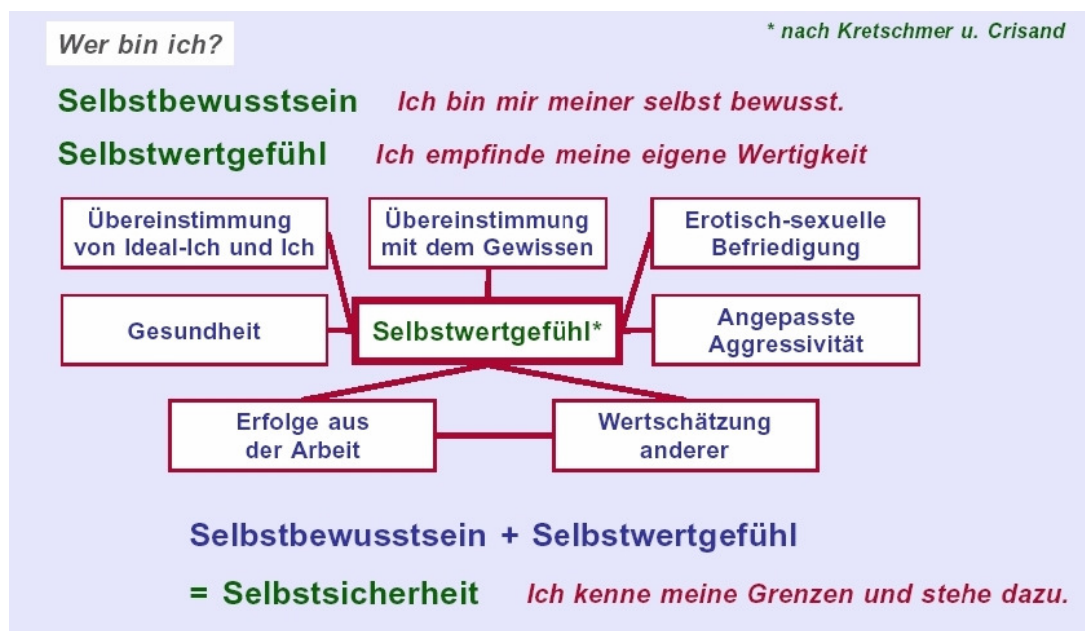 Wer bin ich?
* nach Kretschmer u. Crisand
Selbstbewusstsein Ich bin mir meiner selbst bewusst.
Selbstwertgefühl Ich empfinde meine eigene Wertigkeit
Übereinstimmung
von Ideal-Ich und Ich
Übereinstimmung
mit dem Gewissen
Erotisch-sexuelle
Befriedigung
Gesundheit
Selbstwertgefühl*
Angepasste
Aggressivität
Erfolge aus
der Arbeit
Wertschätzung
anderer
Selbstbewusstsein + Selbstwertgefühl
= Selbstsicherheit Ich kenne meine Grenzen und stehe dazu.